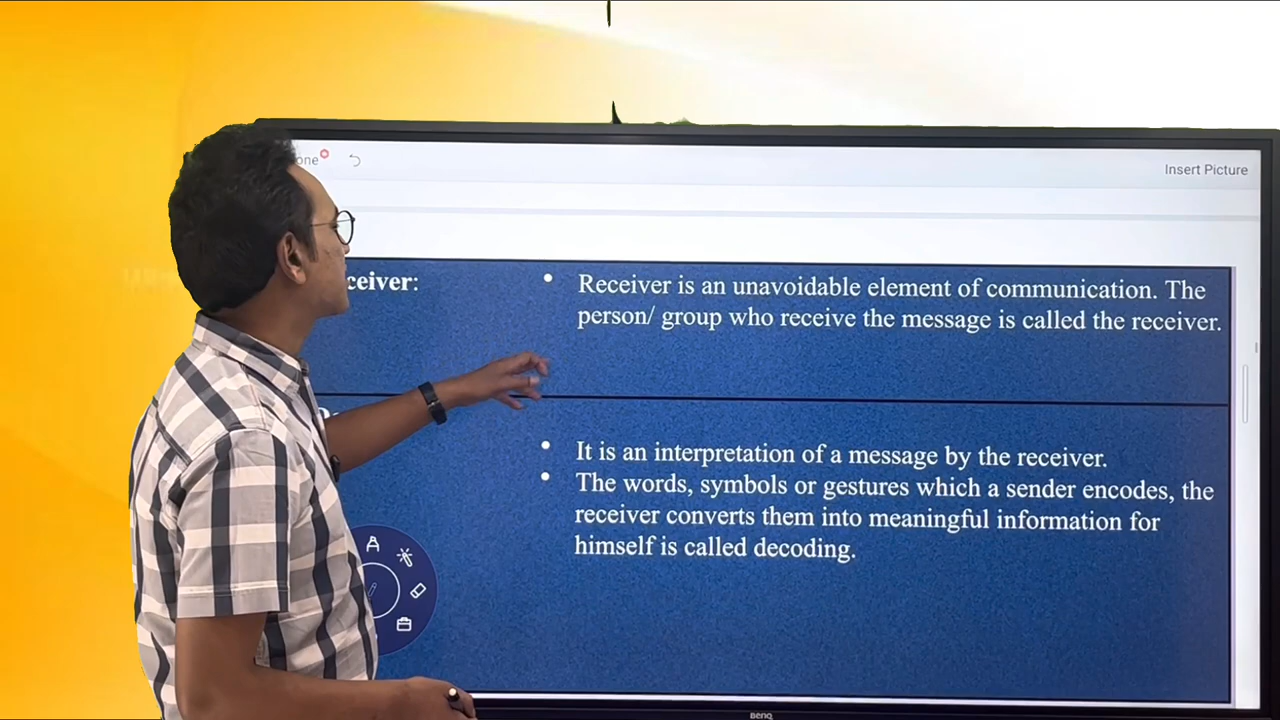 one
Insert Picture
ceiver:
Receiver is an unavoidable element of communication. The
person/ group who receive the message is called the receiver.
It is an interpretation of a message by the receiver.
The words, symbols or gestures which a sender encodes, the
receiver converts them into meaningful information for
himself is called decoding.
BenQ